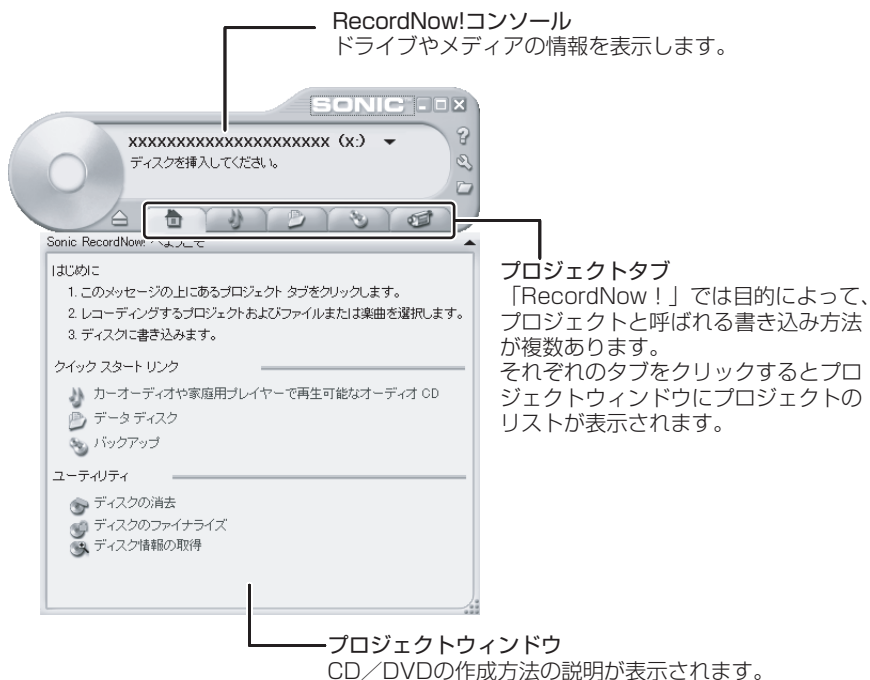 RecordNow!コンソール
ドライブやメディアの情報を表示します。
SONIC
xxxxxxxxxxxxxxxxxxxxx (x:)
ディスクを挿入してください。
Sonic RecordNow! へようこそ
はじめに
1. このメッセージの上にあるプロジェクト タブをクリックします。
2. レコーディングするプロジェクトおよびファイルまたは楽曲を選択します。
3. ディスクに書き込みます。
クイック スタート リンク
カーオーディオや家庭用プレイヤーで再生可能なオーディオ CD
データ ディスク
バックアップ
ユーティリティ
ディスクの消去
ディスクのファイナライズ
ディスク情報の取得
プロジェクトタブ
「RecordNow！」では目的によって、
プロジェクトと呼ばれる書き込み方法
が複数あります。
それぞれのタブをクリックするとプロ
ジェクトウィンドウにプロジェクトの
リストが表示されます。
プロジェクトウィンドウ
CD／DVDの作成方法の説明が表示されます。